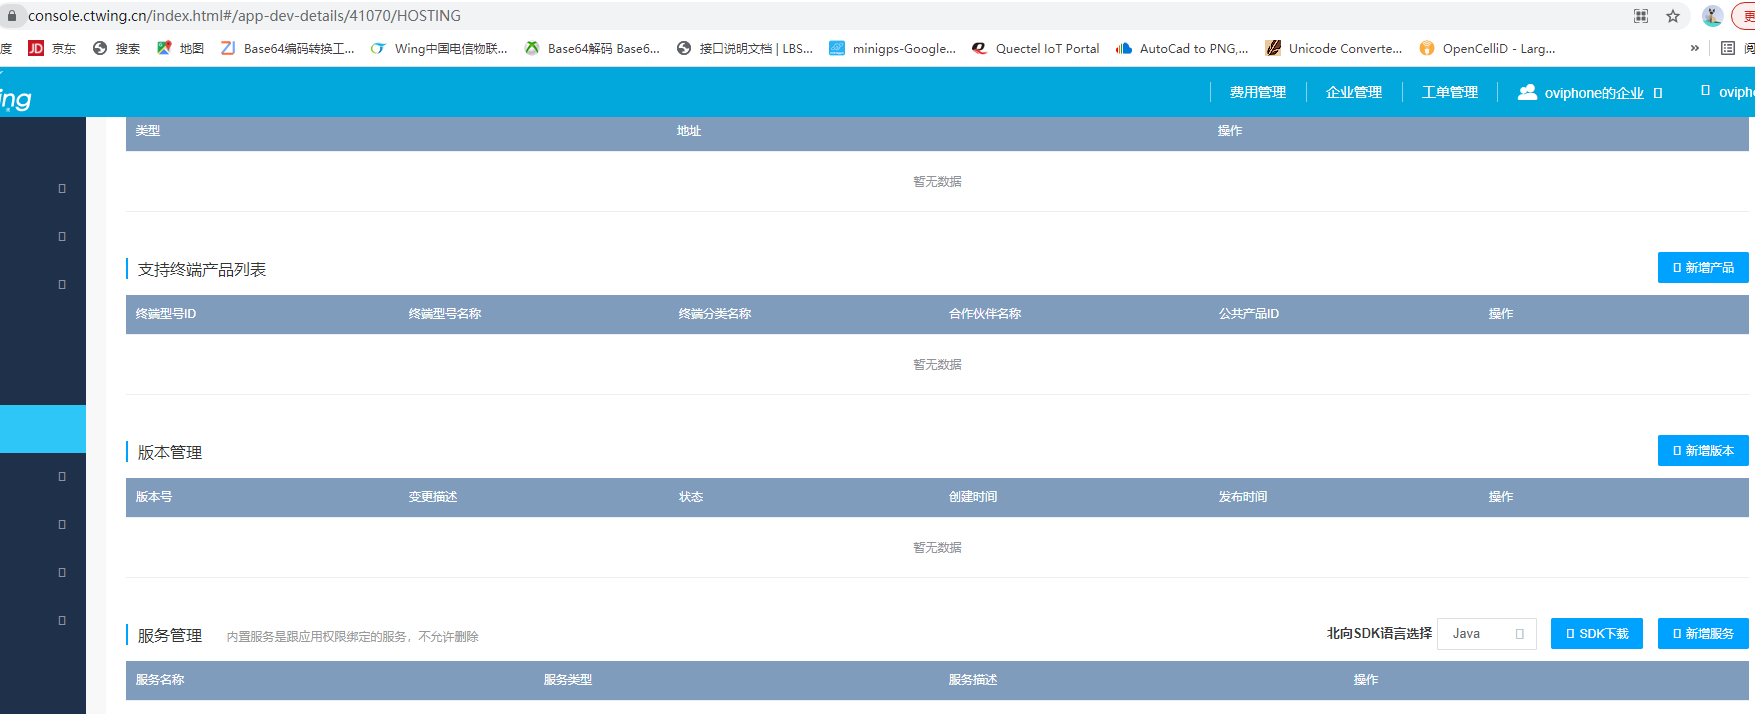 console.ctwing.cn/index.html#/app-dev-details/41070/HOSTING
度 京东 搜索 地图 Base64编码转换工... Wing中国电信物联... Base64解码 Base6... 接口说明文档 | LBS... minigps-Google... Quectel IoT Portal AutoCad to PNG,... Unicode Converte... OpenCelliD - Larg... »
ing 费用管理 企业管理 工单管理 oviphone的企业 oviph
类型 地址 操作
暂无数据
支持终端产品列表 新增产品
终端型号ID 终端型号名称 终端分类名称 合作伙伴名称 公共产品ID 操作
暂无数据
版本管理 新增版本
版本号 变更描述 状态 创建时间 发布时间 操作
暂无数据
服务管理 内置服务是跟应用权限绑定的服务，不允许删除 北向SDK语言选择 Java SDK下载 新增服务
服务名称 服务类型 服务描述 操作